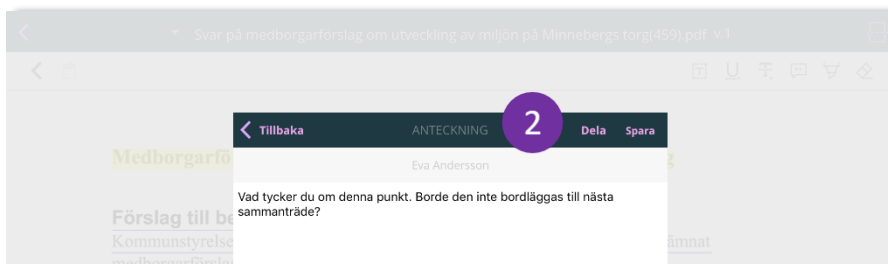 Svar på medborgarförslag om utveckling av miljön på Minnebergs torg(459).pdf v.1
Tillbaka ANTECKNING 2 Dela Spara
Medborgarfö
Eva Andersson
Vad tycker du om denna punkt. Borde den inte bordläggas till nästa
sammanträde?
Förslag till be
Kommunstyrelse ämnat
medborgarförslag